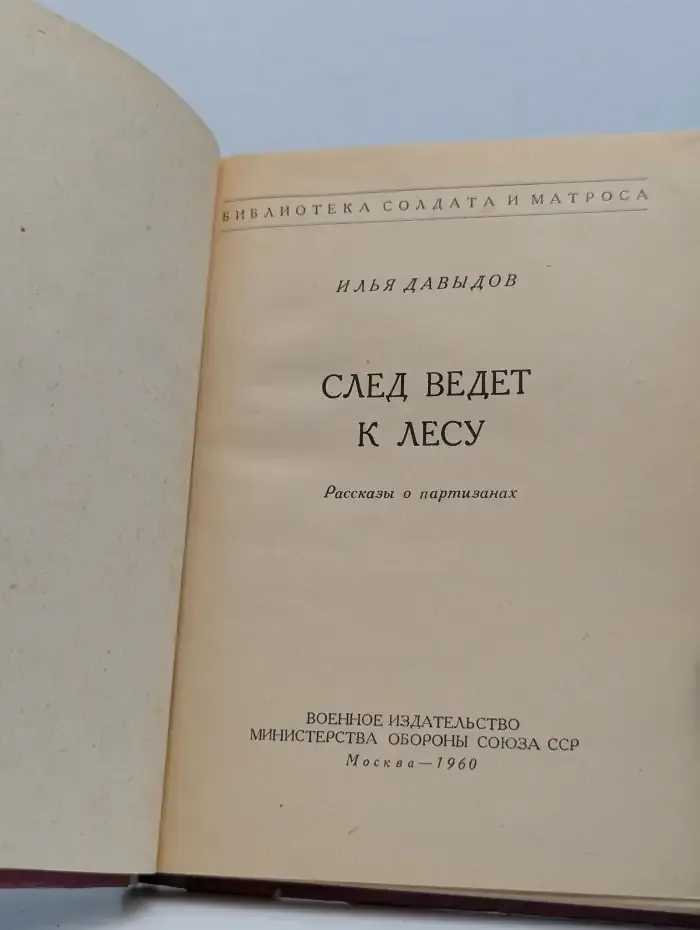 БИБЛИОТЕКА СОЛДАТА И МАТРОСА
ИЛЬЯ ДАВЫДОВ
СЛЕД ВЕДЕТ
К ЛЕСУ
Рассказы о партизанах
ВОЕННОЕ ИЗДАТЕЛЬСТВО
МИНИСТЕРСТВА ОБОРОНЫ СОЮЗА ССР
Москва — 1960